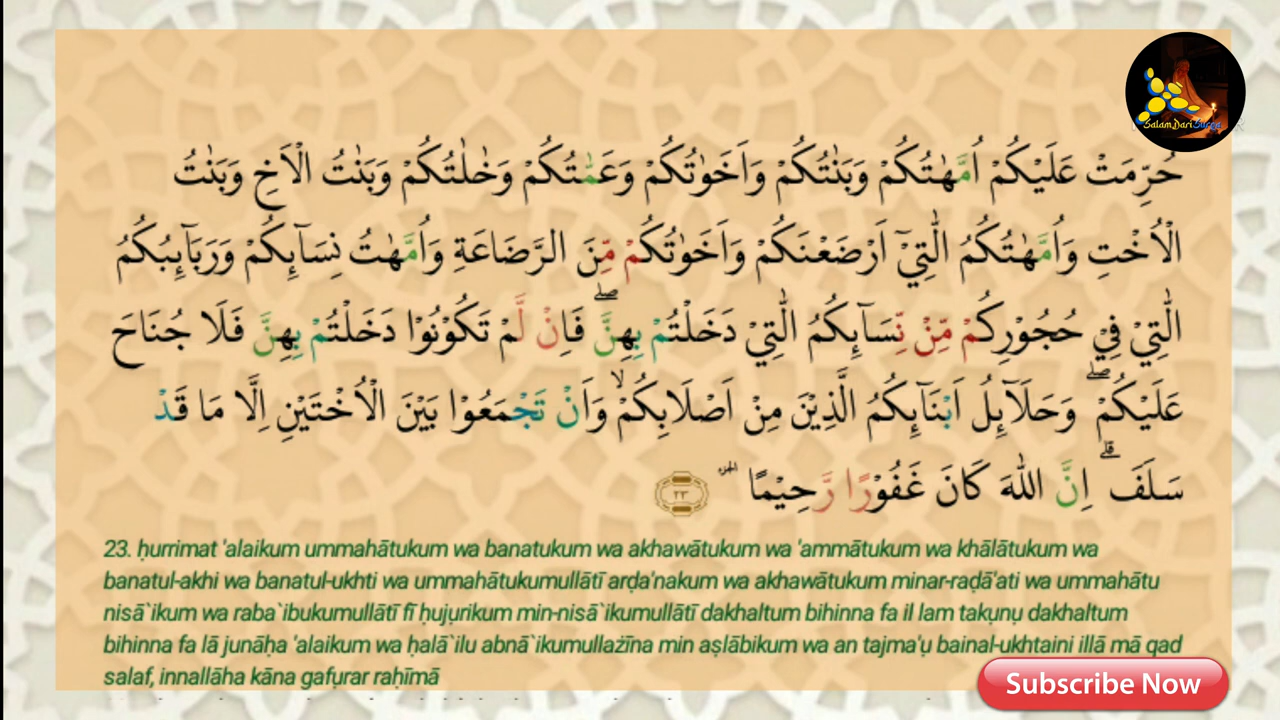 SalamDariSurga
حُرِّمَتْ عَلَيْكُمْ اُمَّهٰتُكُمْ وَبَنٰتُكُمْ وَاَخَوٰتُكُمْ وَعَمّٰتُكُمْ وَخٰلٰتُكُمْ وَبَنٰتُ الْاَخِ وَبَنٰتُ
الْاُخْتِ وَاُمَّهٰتُكُمُ الّٰتِيْٓ اَرْضَعْنَكُمْ وَاَخَوٰتُكُمْ مِّنَ الرَّضَاعَةِ وَاُمَّهٰتُ نِسَاۤىِٕكُمْ وَرَبَاۤىِٕبُكُمُ
الّٰتِيْ فِيْ حُجُوْرِكُمْ مِّنْ نِّسَاۤىِٕكُمُ الّٰتِيْ دَخَلْتُمْ بِهِنَّۖ فَاِنْ لَّمْ تَكُوْنُوْا دَخَلْتُمْ بِهِنَّ فَلَا جُنَاحَ
عَلَيْكُمْۖ وَحَلَاۤىِٕلُ اَبْنَاۤىِٕكُمُ الَّذِيْنَ مِنْ اَصْلَابِكُمْۙ وَاَنْ تَجْمَعُوْا بَيْنَ الْاُخْتَيْنِ اِلَّا مَا قَدْ
سَلَفَۗ اِنَّ اللّٰهَ كَانَ غَفُوْرًا رَّحِيْمًا ۔ الجزء ٢٣
23. ḥurrimat 'alaikum ummahātukum wa banatukum wa akhawātukum wa 'ammātukum wa khālātukum wa
banatul-akhi wa banatul-ukhti wa ummahātukumullātī arḍa'nakum wa akhawātukum minar-raḍā'ati wa ummahātu
nisā`ikum wa raba`ibukumullātī fī ḥujụrikum min-nisā`ikumullātī dakhaltum bihinna fa il lam takụnụ dakhaltum
bihinna fa lā junāḥa 'alaikum wa ḥalā`ilu abnā`ikumullażīna min aṣlābikum wa an tajma'ụ bainal-ukhtaini illā mā qad
salaf, innallāha kāna gafụrar raḥīmā
Subscribe Now